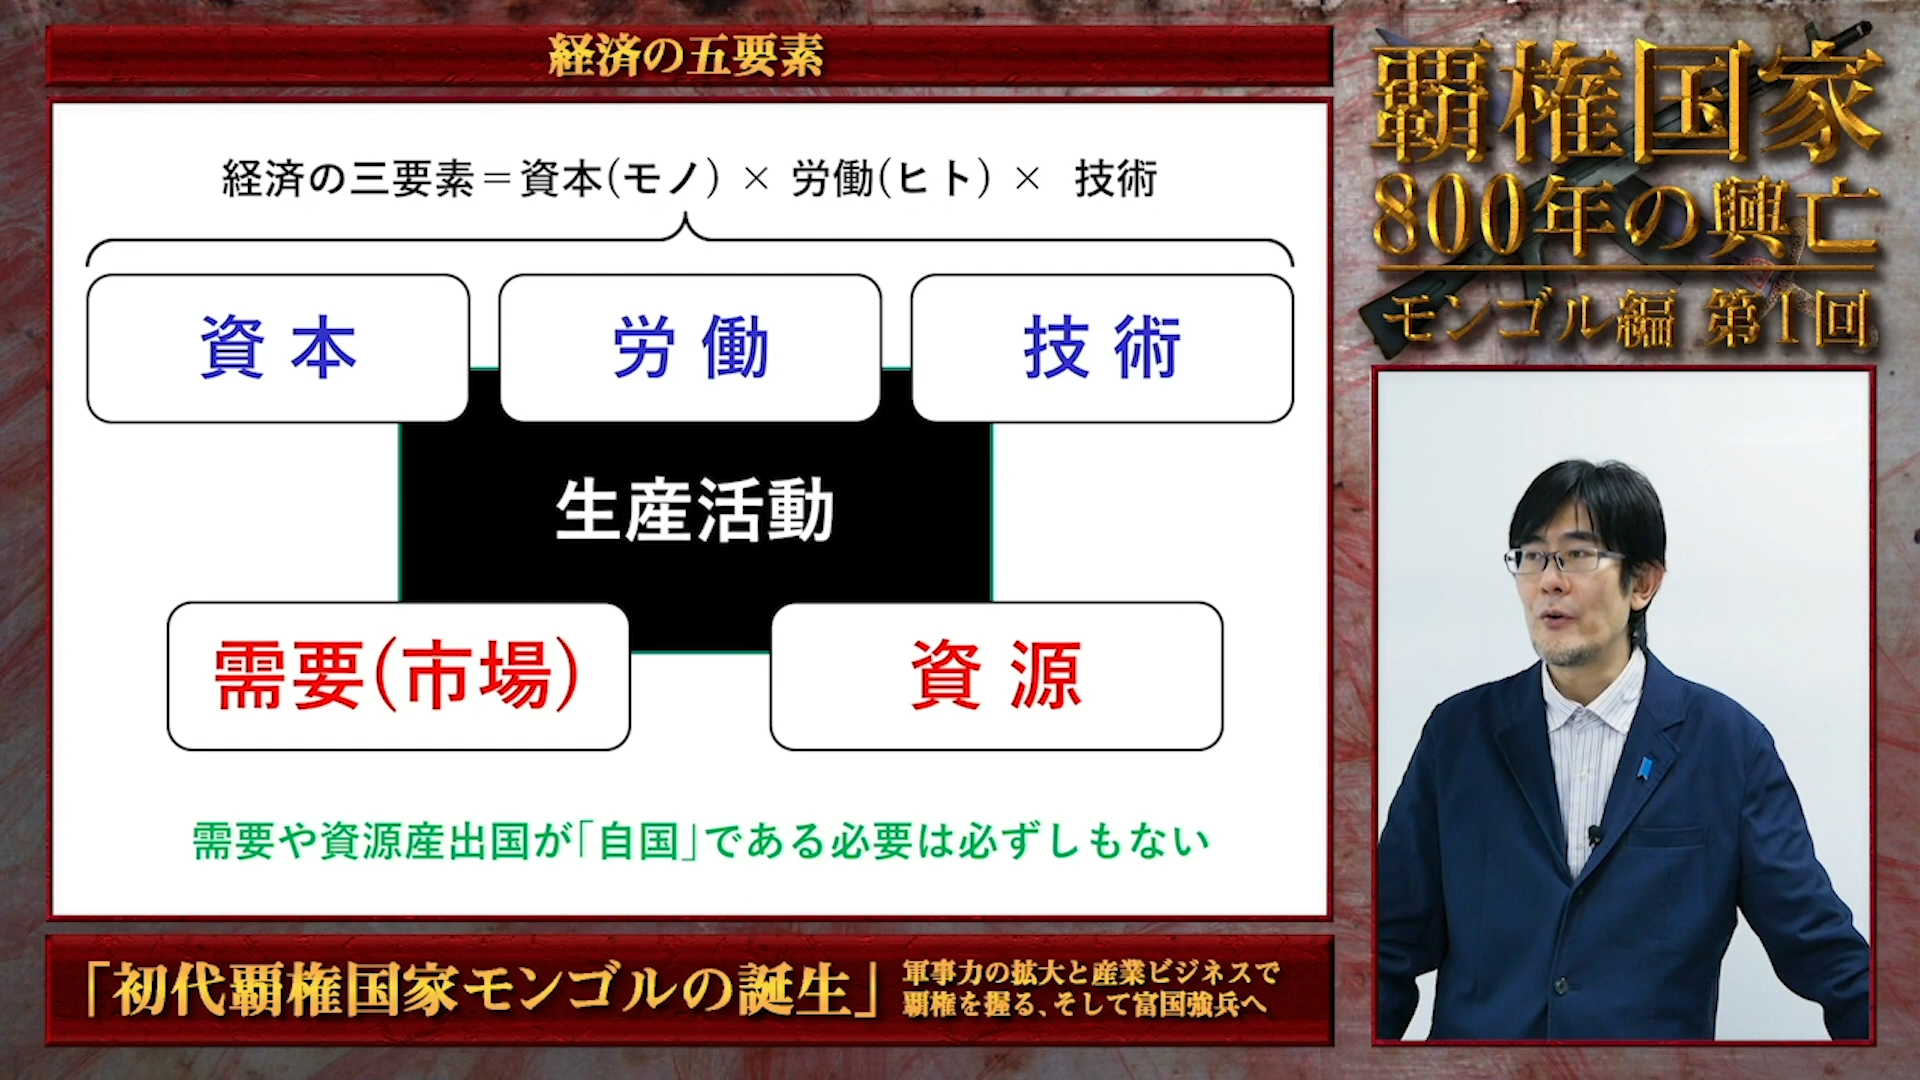 経済の五要素
経済の三要素＝資本(モノ) × 労働(ヒト) × 技術
資本
労働
技術
生産活動
需要(市場)
資源
需要や資源産出国が「自国」である必要は必ずしもない
「初代覇権国家モンゴルの誕生」
軍事力の拡大と産業ビジネスで
覇権を握る、そして富国強兵へ
覇権国家
800年の興亡
モンゴル編 第1回